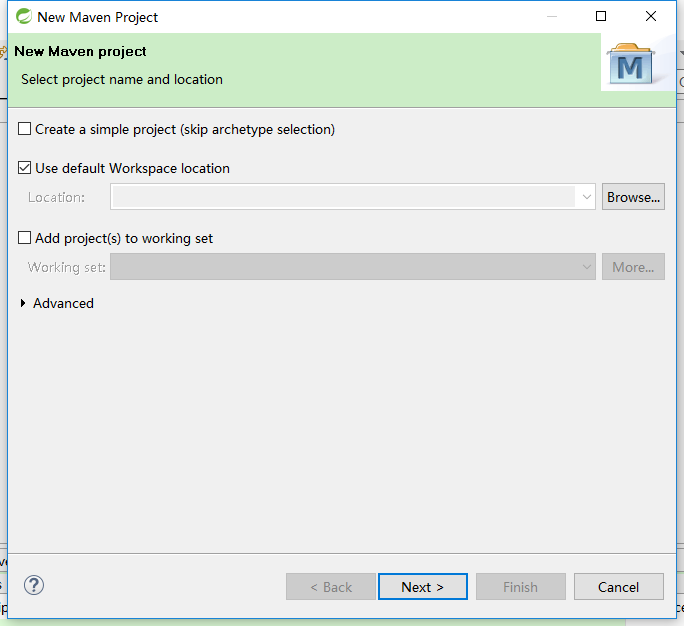 New Maven Project
New Maven project
Select project name and location
M
Create a simple project (skip archetype selection)
Use default Workspace location
Location:
Browse...
Add project(s) to working set
Working set:
More...
Advanced
?
< Back
Next >
Finish
Cancel